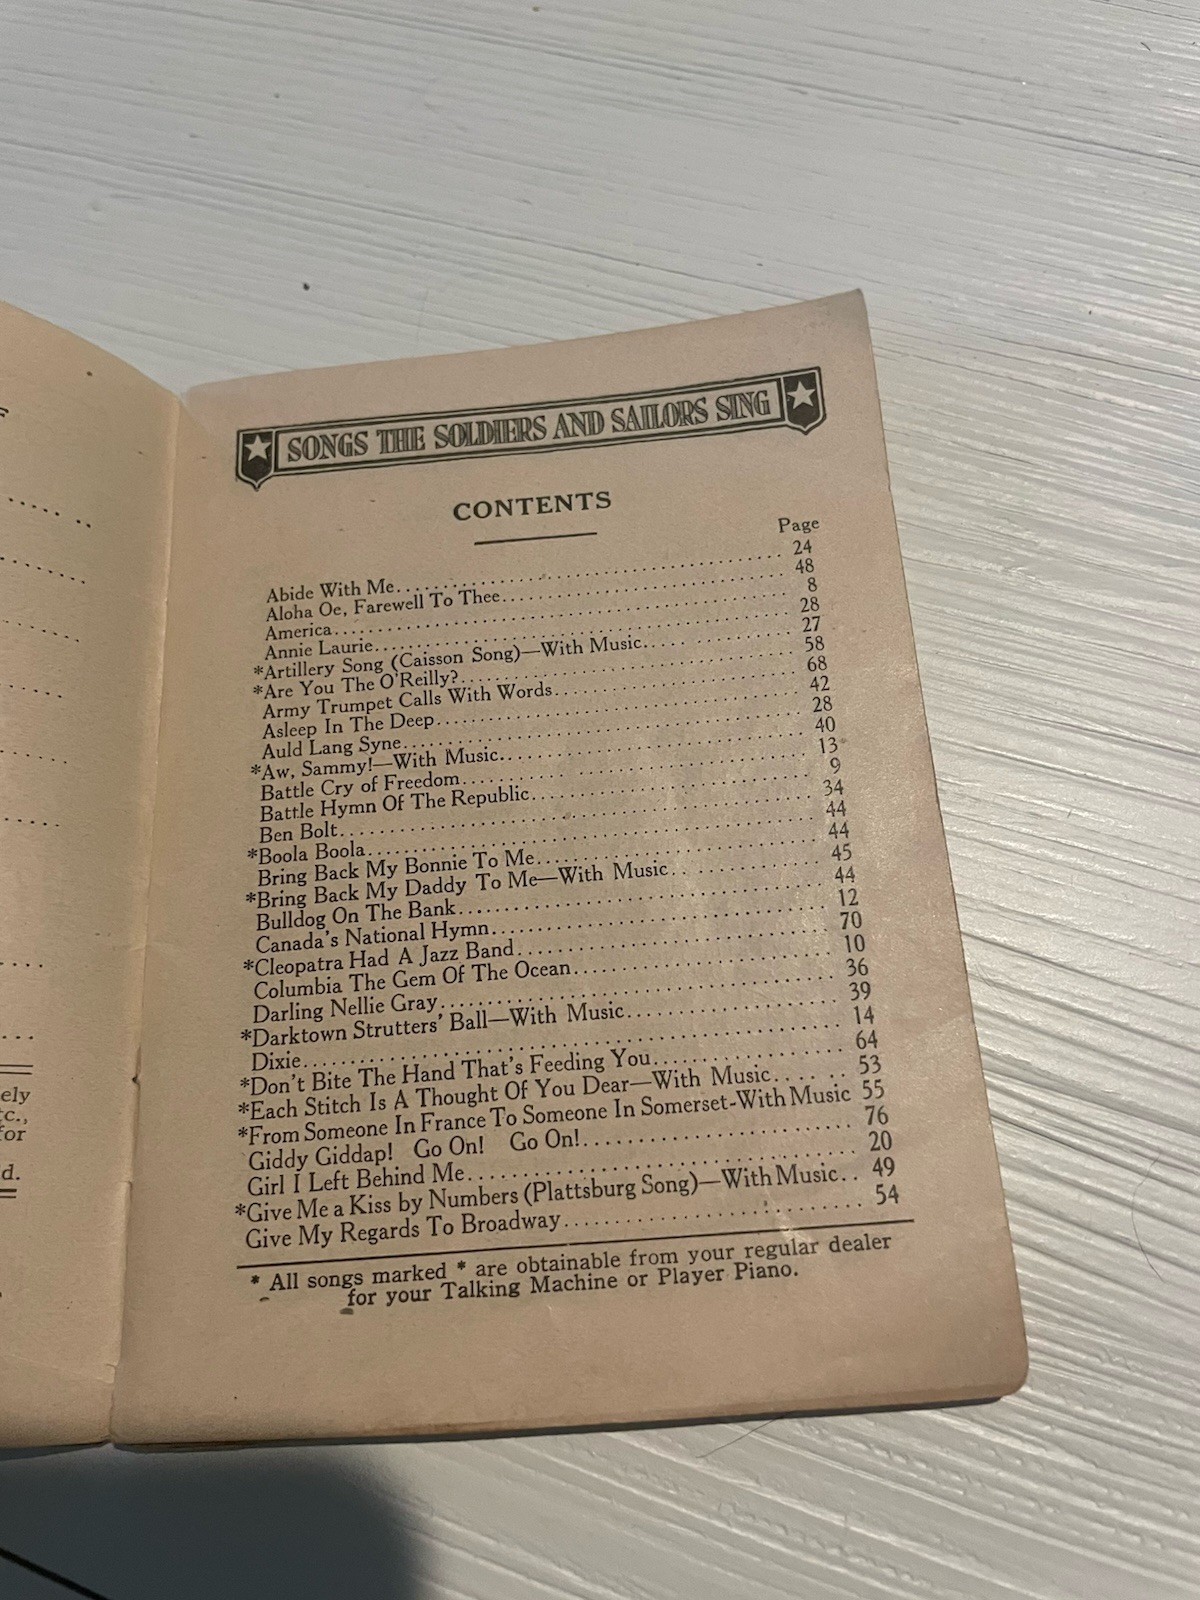 ely
tc.,
for
d.
SONGS THE SOLDIERS AND SAILORS SING
CONTENTS
Page
Abide With Me 24
Aloha Oe, Farewell To Thee 48
America 8
Annie Laurie 28
*Artillery Song (Caisson Song)—With Music 27
*Are You The O'Reilly? 58
Army Trumpet Calls With Words 68
Asleep In The Deep 42
Auld Lang Syne 28
*Aw, Sammy!—With Music 40
Battle Cry of Freedom 13
Battle Hymn Of The Republic 9
Ben Bolt 34
*Boola Boola 44
Bring Back My Bonnie To Me 44
*Bring Back My Daddy To Me—With Music 45
Bulldog On The Bank 44
Canada's National Hymn 12
*Cleopatra Had A Jazz Band 70
Columbia The Gem Of The Ocean 10
Darling Nellie Gray 36
*Darktown Strutters' Ball—With Music 39
Dixie 14
*Don't Bite The Hand That's Feeding You 64
*Each Stitch Is A Thought Of You Dear—With Music 53
*From Someone In France To Someone In Somerset-With Music 55
Giddy Giddap! Go On! Go On! 76
Girl I Left Behind Me 20
*Give Me a Kiss by Numbers (Plattsburg Song)—With Music 49
Give My Regards To Broadway 54
* All songs marked * are obtainable from your regular dealer
for your Talking Machine or Player Piano.